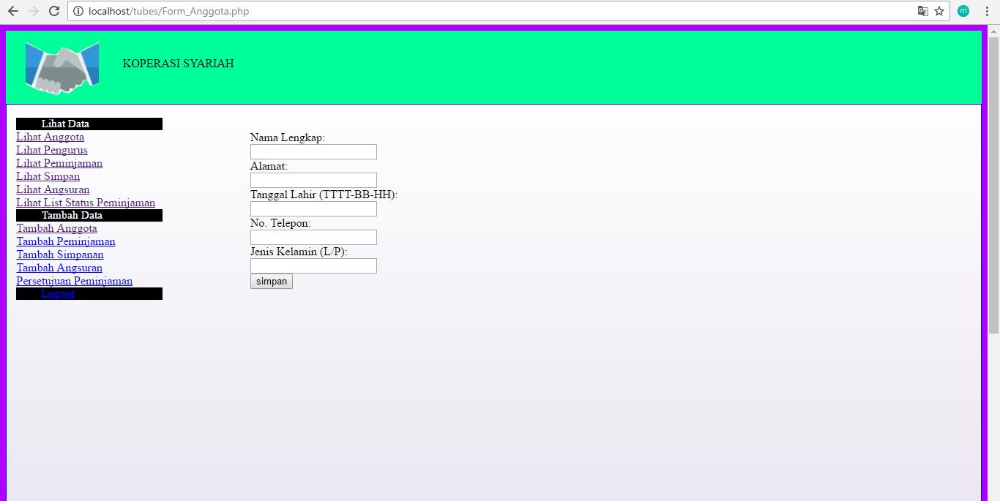 localhost/tubes/Form_Anggota.php
m
KOPERASI SYARIAH
Lihat Data
Lihat Anggota
Lihat Pengurus
Lihat Peminjaman
Lihat Simpan
Lihat Angsuran
Lihat List Status Peminjaman
Tambah Data
Tambah Anggota
Tambah Peminjaman
Tambah Simpanan
Tambah Angsuran
Persetujuan Peminjaman
Logout
Nama Lengkap:
Alamat:
Tanggal Lahir (TTTT-BB-HH):
No. Telepon:
Jenis Kelamin (L/P):
simpan